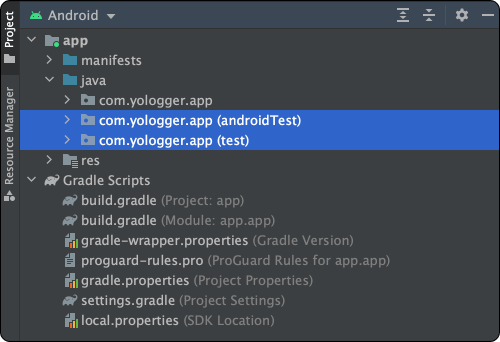 Project
Resource Manager
Android
app
manifests
java
com.yologger.app
com.yologger.app (androidTest)
com.yologger.app (test)
res
Gradle Scripts
build.gradle (Project: app)
build.gradle (Module: app.app)
gradle-wrapper.properties (Gradle Version)
proguard-rules.pro (ProGuard Rules for app.app)
gradle.properties (Project Properties)
settings.gradle (Project Settings)
local.properties (SDK Location)